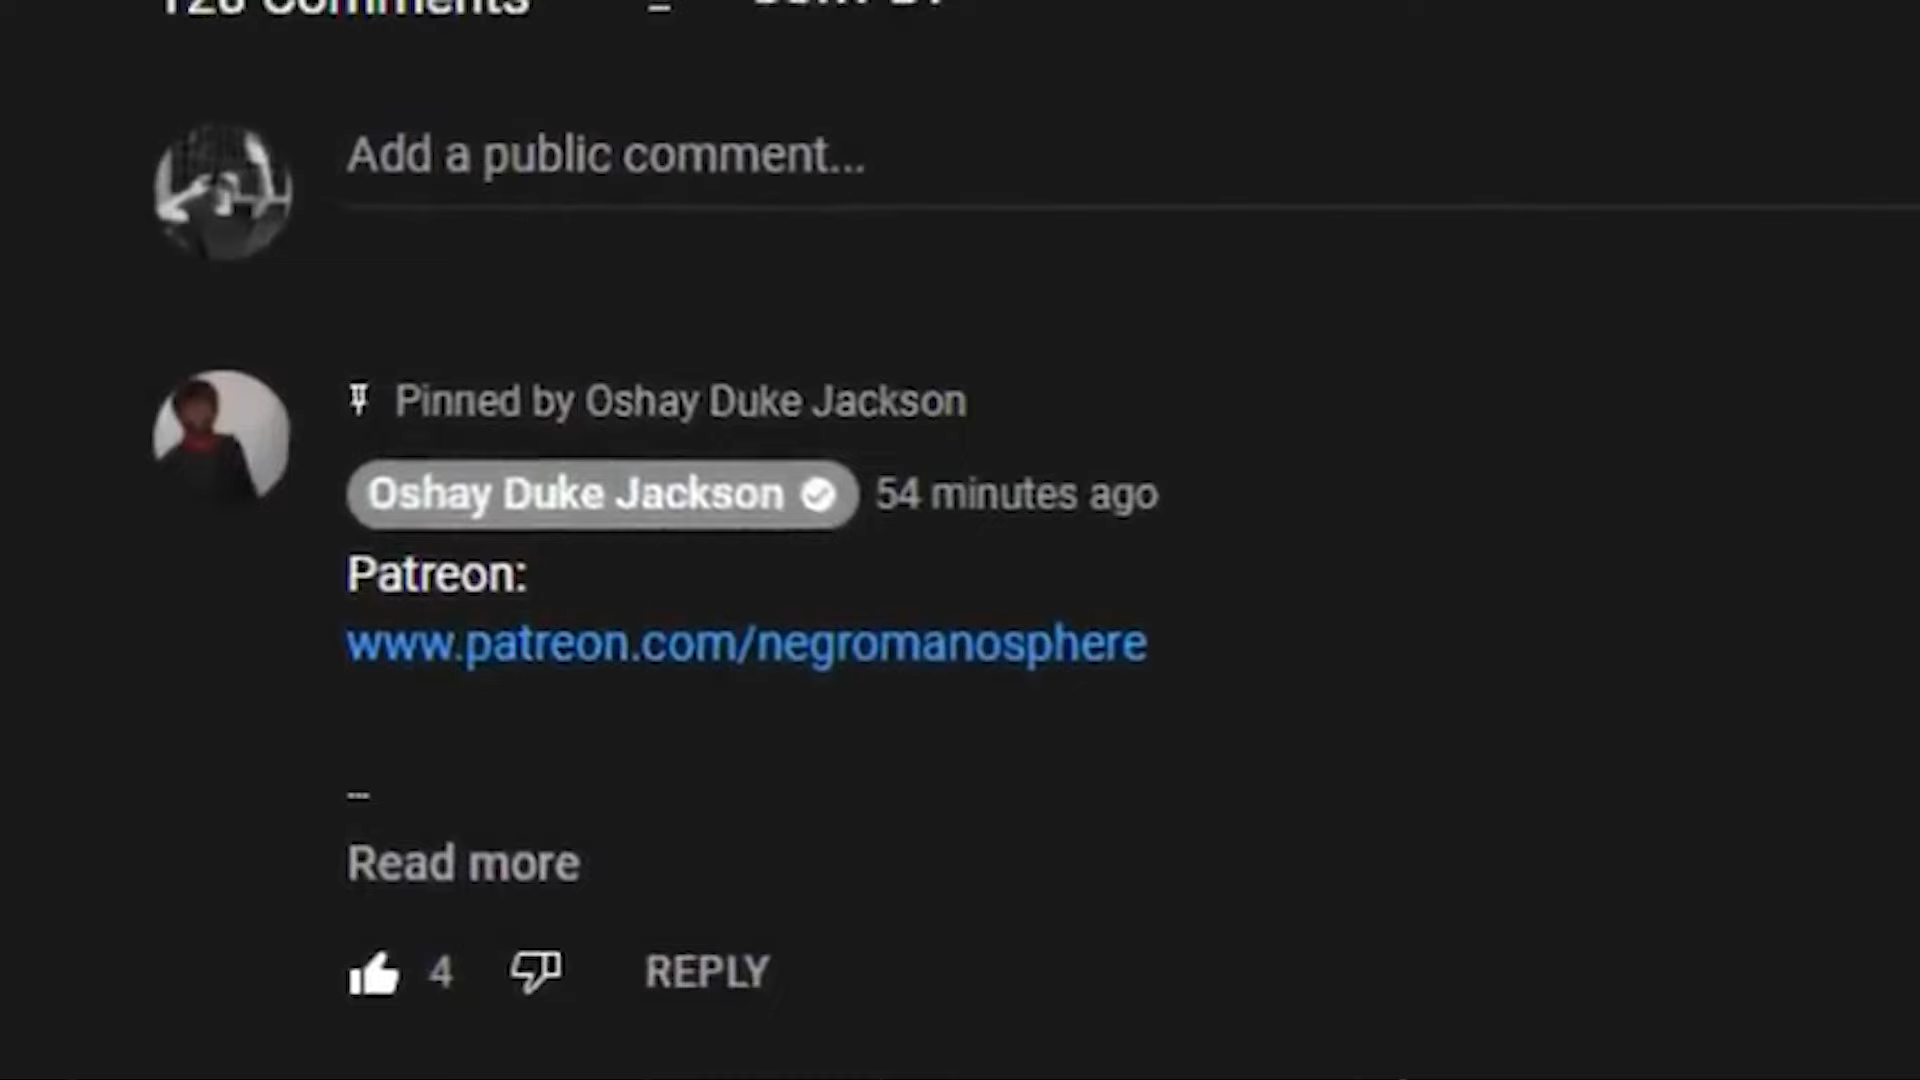 Comments
Add a public comment...
Pinned by Oshay Duke Jackson
Oshay Duke Jackson 54 minutes ago
Patreon:
www.patreon.com/negromanosphere
--
Read more
4 REPLY